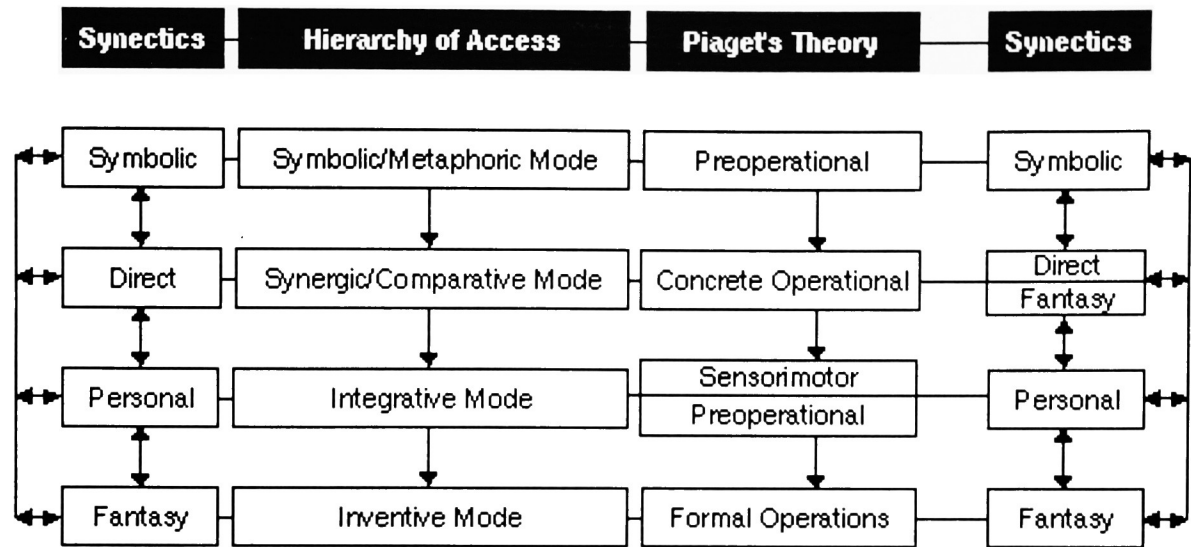 Synectics Hierarchy of Access Piaget's Theory Synectics
Symbolic Symbolic/Metaphoric Mode Preoperational Symbolic
Direct Synergic/Comparative Mode Concrete Operational Direct
Fantasy
Personal Integrative Mode Sensorimotor Personal
Preoperational
Fantasy Inventive Mode Formal Operations Fantasy